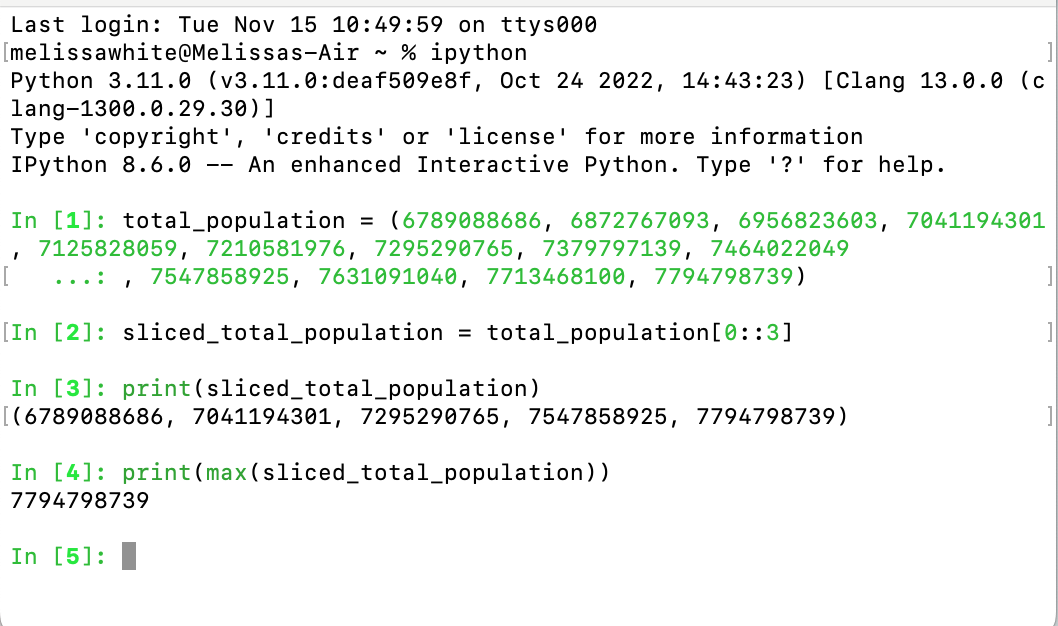 Last login: Tue Nov 15 10:49:59 on ttys000
[melissawhite@Melissas-Air ~ % ipython ]
Python 3.11.0 (v3.11.0:deaf509e8f, Oct 24 2022, 14:43:23) [Clang 13.0.0 (c
lang-1300.0.29.30)]
Type 'copyright', 'credits' or 'license' for more information
IPython 8.6.0 -- An enhanced Interactive Python. Type '?' for help.
In [1]: total_population = (6789088686, 6872767093, 6956823603, 7041194301
, 7125828059, 7210581976, 7295290765, 7379797139, 7464022049
[ ...: , 7547858925, 7631091040, 7713468100, 7794798739) ]
[In [2]: sliced_total_population = total_population[0::3] ]
In [3]: print(sliced_total_population)
[(6789088686, 7041194301, 7295290765, 7547858925, 7794798739) ]
In [4]: print(max(sliced_total_population))
7794798739
In [5]: